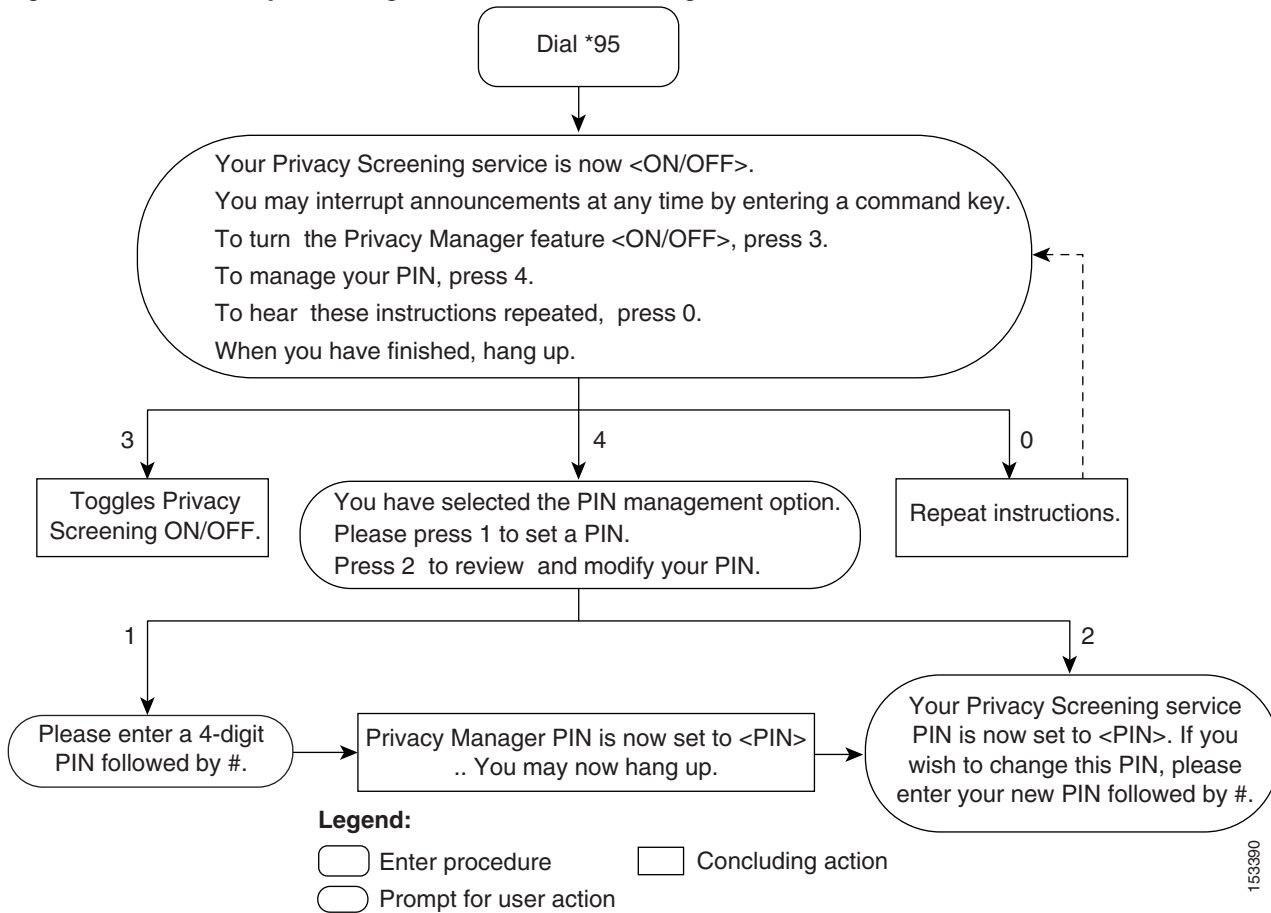 Dial *95
Your Privacy Screening service is now <ON/OFF>.
You may interrupt announcements at any time by entering a command key.
To turn the Privacy Manager feature <ON/OFF>, press 3.
To manage your PIN, press 4.
To hear these instructions repeated, press 0.
When you have finished, hang up.
3
4
0
Toggles Privacy
Screening ON/OFF.
You have selected the PIN management option.
Please press 1 to set a PIN.
Press 2 to review and modify your PIN.
Repeat instructions.
1
2
Please enter a 4-digit
PIN followed by #.
Privacy Manager PIN is now set to <PIN>
.. You may now hang up.
Your Privacy Screening service
PIN is now set to <PIN>. If you
wish to change this PIN, please
enter your new PIN followed by #.
Legend:
Enter procedure
Concluding action
Prompt for user action
153390